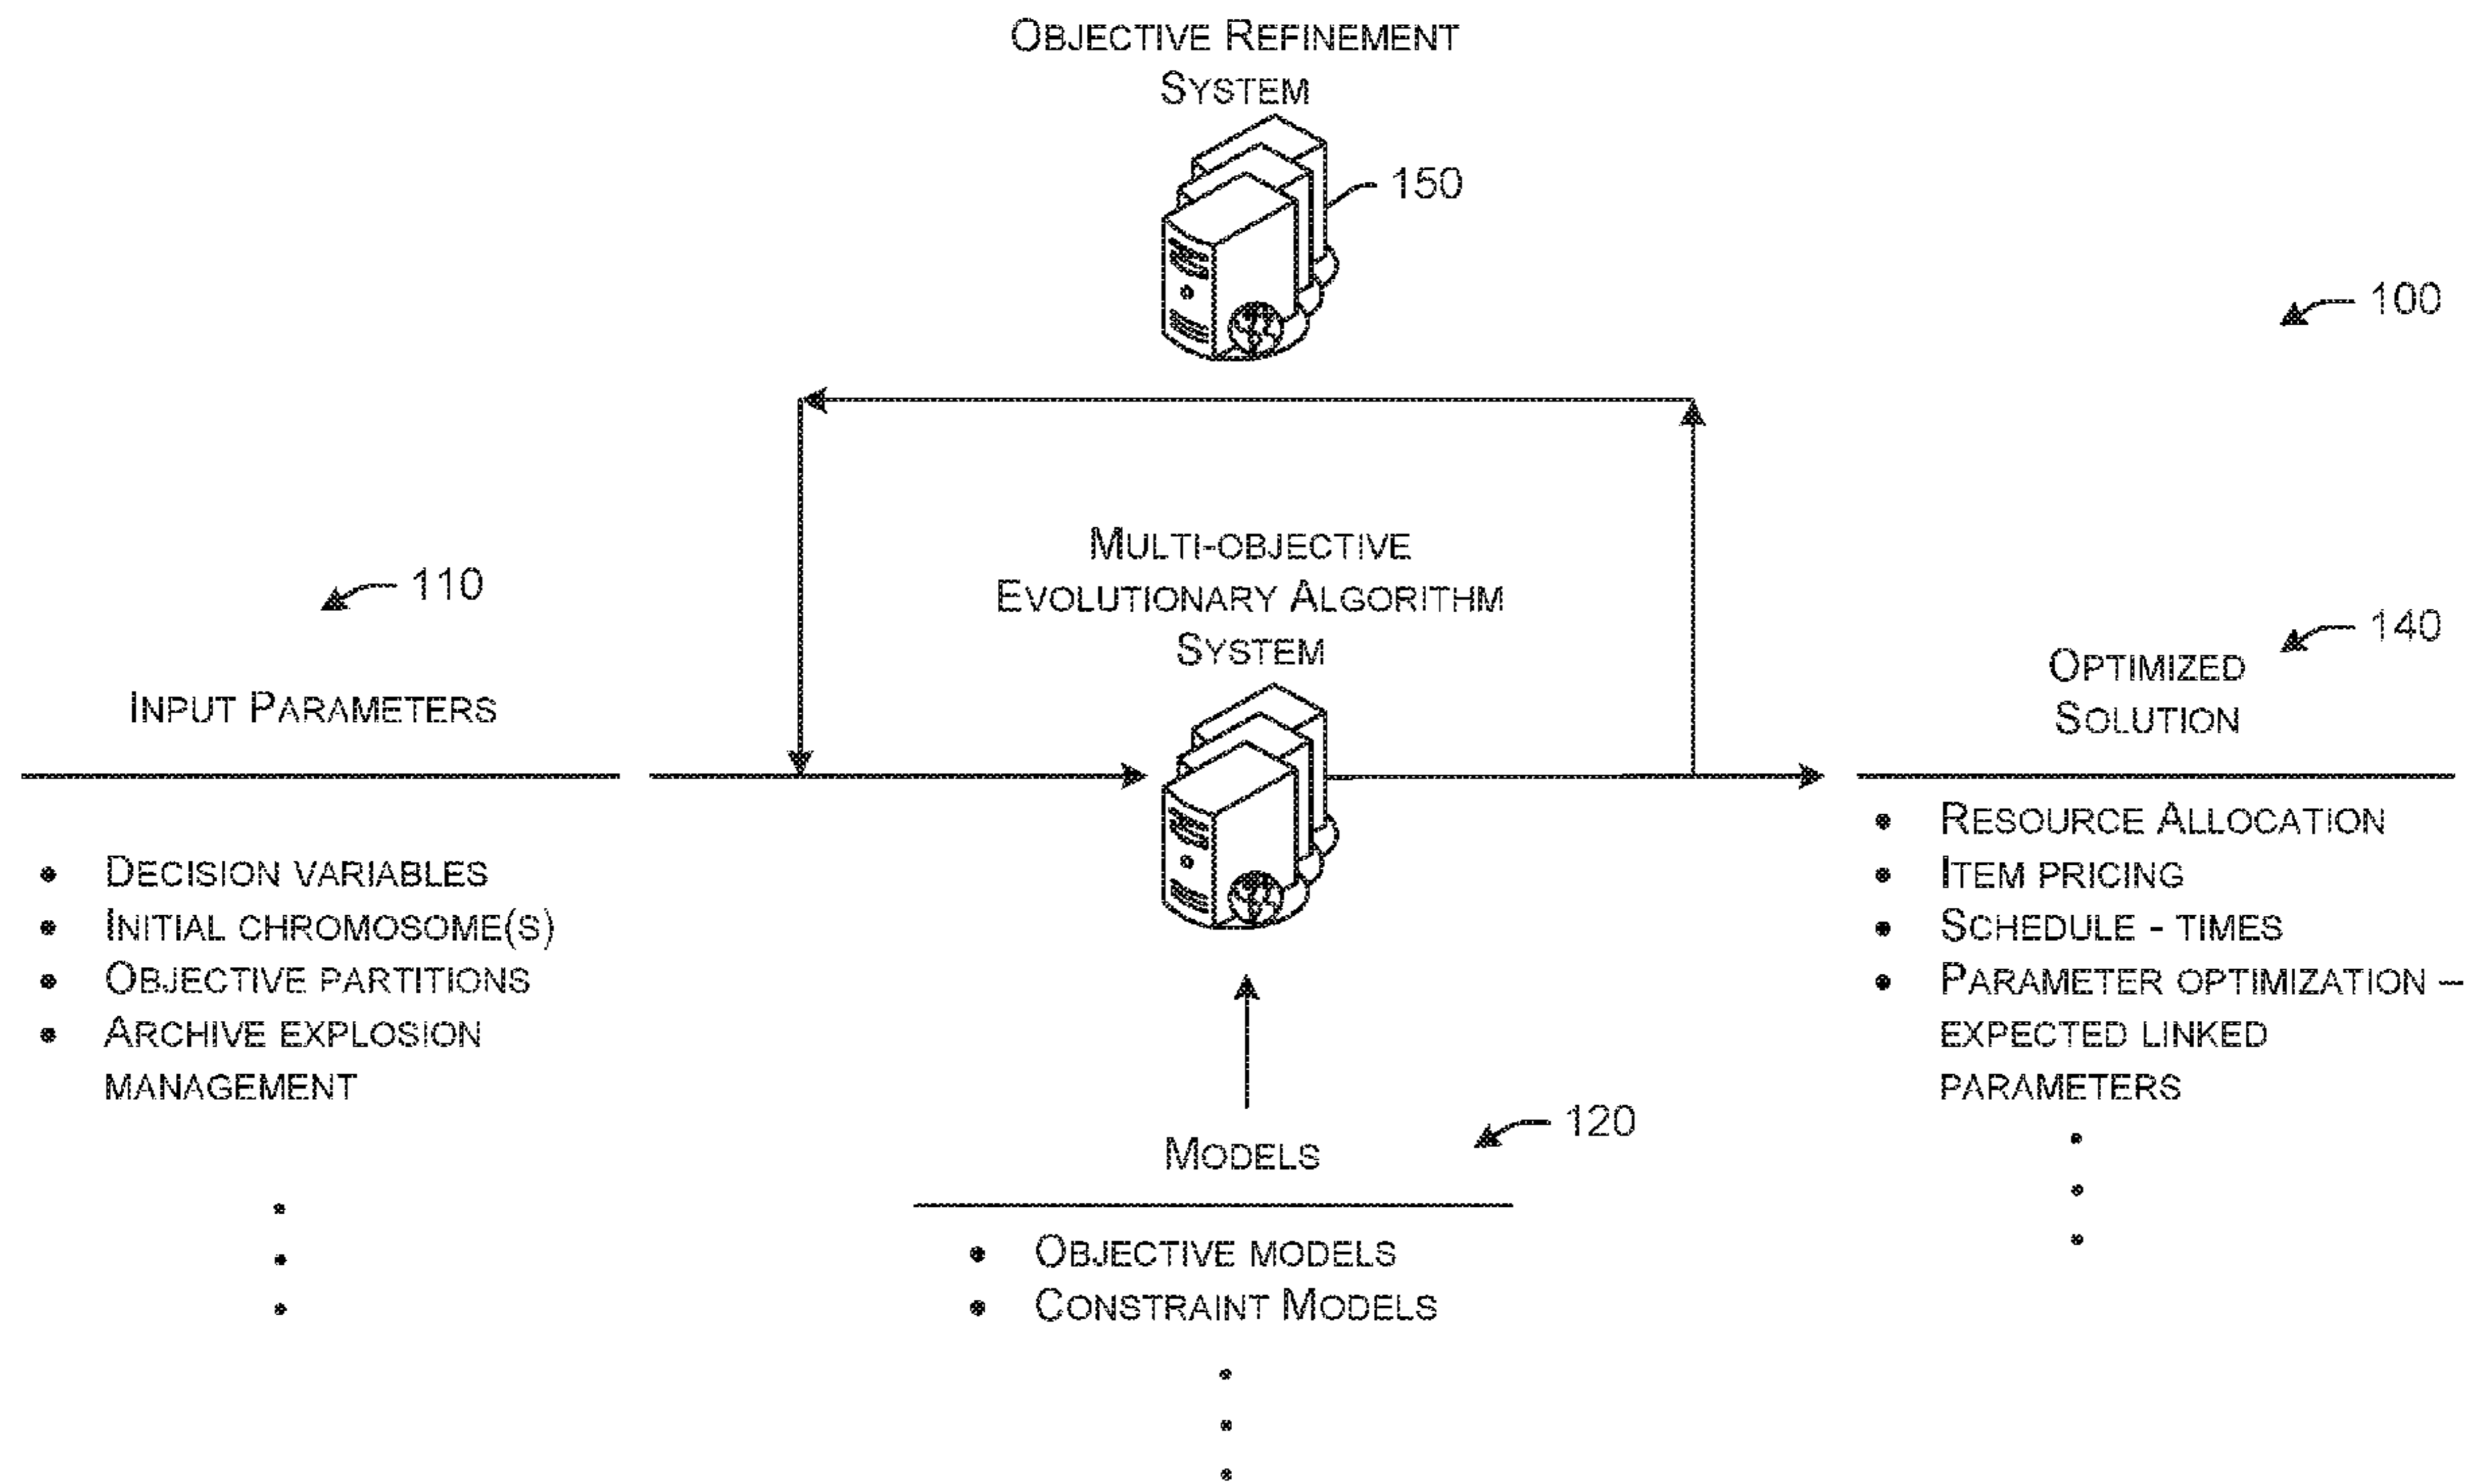 OBJECTIVE REFINEMENT
SYSTEM
150
100
MULTI-OBJECTIVE
EVOLUTIONARY ALGORITHM
SYSTEM
110
INPUT PARAMETERS
• DECISION VARIABLES
• INITIAL CHROMOSOME(S)
• OBJECTIVE PARTITIONS
• ARCHIVE EXPLOSION
MANAGEMENT
140
OPTIMIZED
SOLUTION
• RESOURCE ALLOCATION
• ITEM PRICING
• SCHEDULE - TIMES
• PARAMETER OPTIMIZATION –
EXPECTED LINKED
PARAMETERS
120
MODELS
• OBJECTIVE MODELS
• CONSTRAINT MODELS